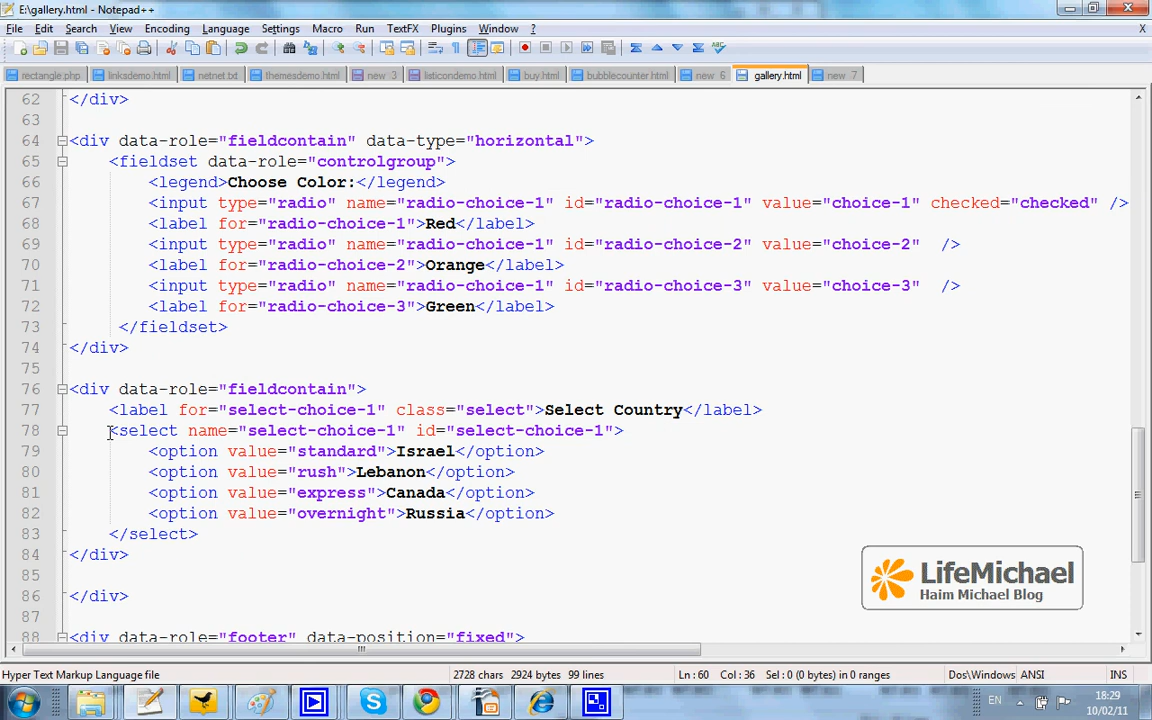 E:\gallery.html - Notepad++
File Edit Search View Encoding Language Settings Macro Run TextFX Plugins Window ? X
rectangle.php linksdemo.html netnet.txt themesdemo.html new 3 listicondemo.html buy.html bubblecounter.html new 6 gallery.html new 7
62 </div>
63
64 <div data-role="fieldcontain" data-type="horizontal">
65 <fieldset data-role="controlgroup">
66 <legend>Choose Color:</legend>
67 <input type="radio" name="radio-choice-1" id="radio-choice-1" value="choice-1" checked="checked" />
68 <label for="radio-choice-1">Red</label>
69 <input type="radio" name="radio-choice-1" id="radio-choice-2" value="choice-2"  />
70 <label for="radio-choice-2">Orange</label>
71 <input type="radio" name="radio-choice-1" id="radio-choice-3" value="choice-3"  />
72 <label for="radio-choice-3">Green</label>
73 </fieldset>
74 </div>
75
76 <div data-role="fieldcontain">
77 <label for="select-choice-1" class="select">Select Country</label>
78 <select name="select-choice-1" id="select-choice-1">
79 <option value="standard">Israel</option>
80 <option value="rush">Lebanon</option>
81 <option value="express">Canada</option>
82 <option value="overnight">Russia</option>
83 </select>
84 </div>
85
86 </div>
87
88 <div data-role="footer" data-position="fixed">
LifeMichael
Haim Michael Blog
Hyper Text Markup Language file 2728 chars 2924 bytes 99 lines Ln : 60 Col : 36 Sel : 0 (0 bytes) in 0 ranges Dos\Windows ANSI INS
EN 18:29
10/02/11